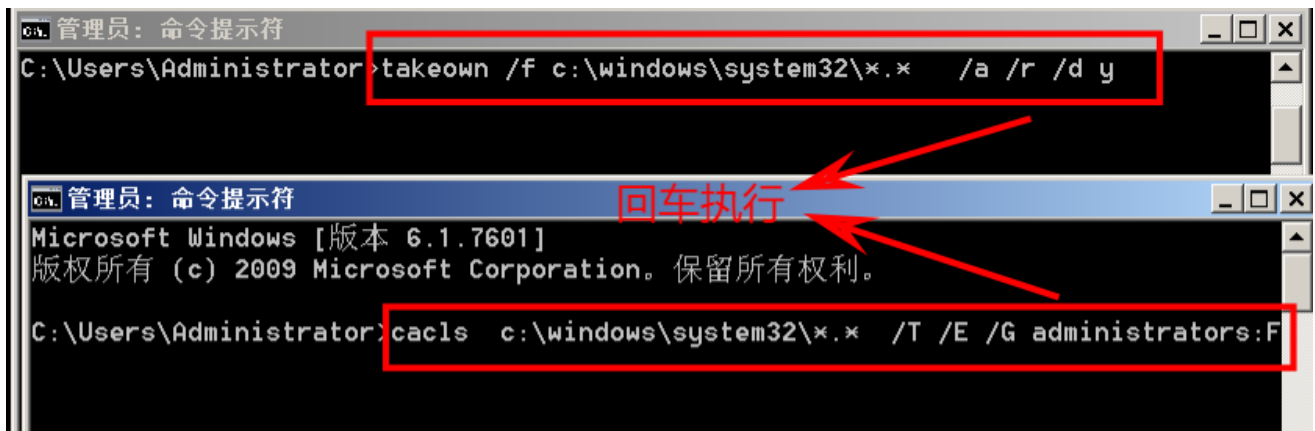 管理员: 命令提示符
C:\Users\Administrator>takeown /f c:\windows\system32\*.*   /a /r /d y
管理员: 命令提示符
回车执行
Microsoft Windows [版本 6.1.7601]
版权所有 (c) 2009 Microsoft Corporation。保留所有权利。
C:\Users\Administrator>cacls  c:\windows\system32\*.*  /T /E /G administrators:F